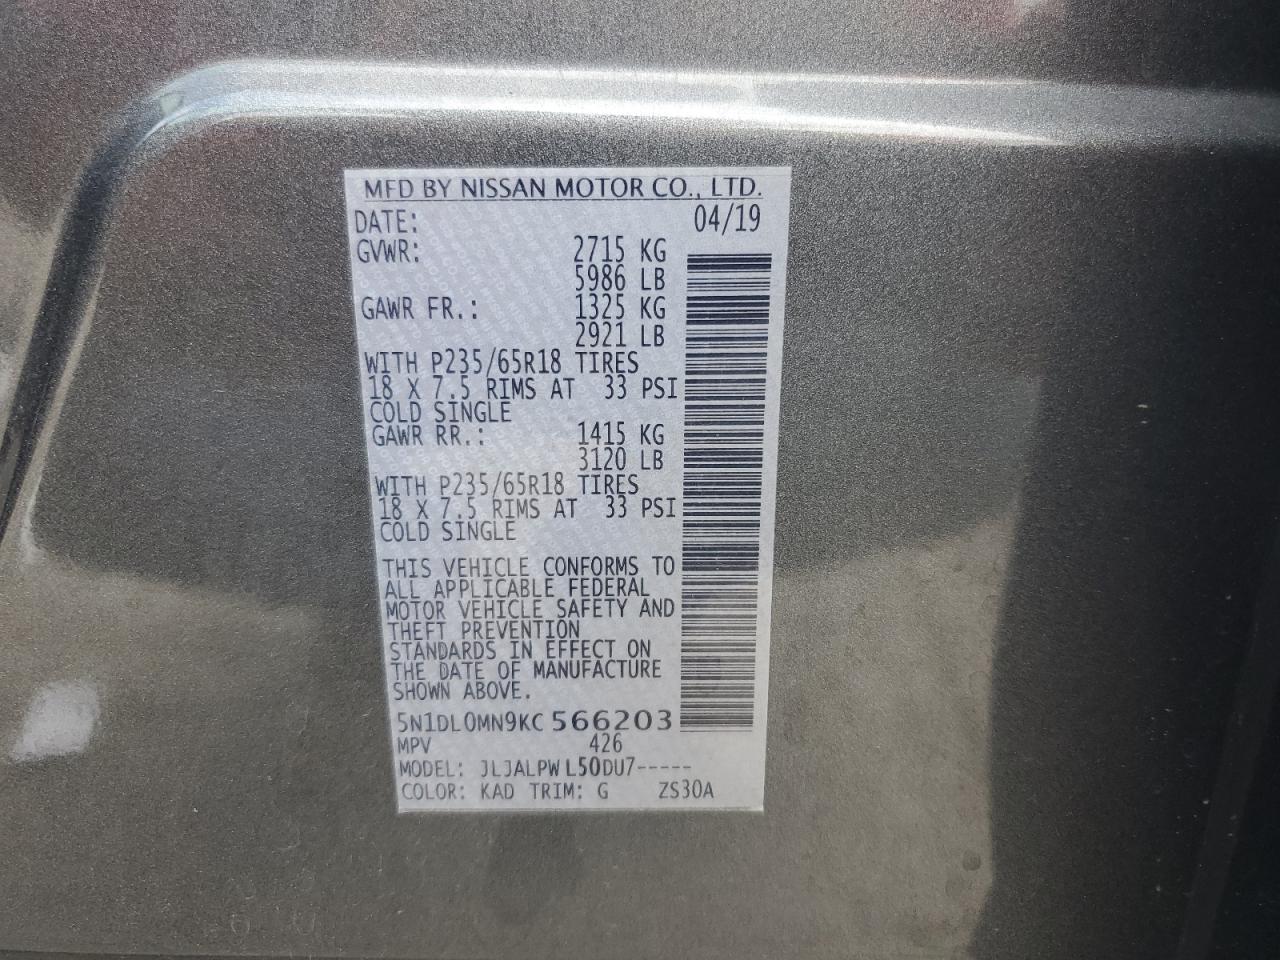 MFD BY NISSAN MOTOR CO., LTD.
DATE: 04/19
GVWR: 2715 KG
5986 LB
GAWR FR.: 1325 KG
2921 LB
WITH P235/65R18 TIRES
18 X 7.5 RIMS AT 33 PSI
COLD SINGLE
GAWR RR.: 1415 KG
3120 LB
WITH P235/65R18 TIRES
18 X 7.5 RIMS AT 33 PSI
COLD SINGLE
THIS VEHICLE CONFORMS TO
ALL APPLICABLE FEDERAL
MOTOR VEHICLE SAFETY AND
THEFT PREVENTION
STANDARDS IN EFFECT ON
THE DATE OF MANUFACTURE
SHOWN ABOVE.
5N1DL0MN9KC566203
MPV 426
MODEL: JLJALPWL50DU7-----
COLOR: KAD TRIM: G ZS30A